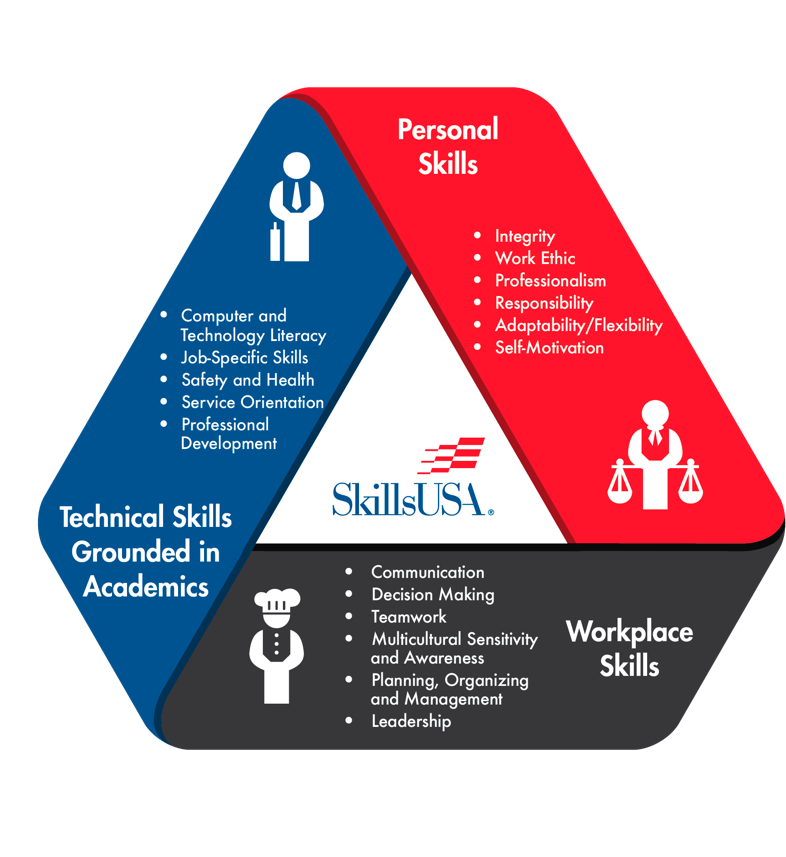 Personal
Skills
• Integrity
• Work Ethic
• Professionalism
• Responsibility
• Adaptability/Flexibility
• Self-Motivation
• Computer and
Technology Literacy
• Job-Specific Skills
• Safety and Health
• Service Orientation
• Professional
Development
Technical Skills
Grounded in
Academics
SkillsUSA®
• Communication
• Decision Making
• Teamwork
• Multicultural Sensitivity
and Awareness
• Planning, Organizing
and Management
• Leadership
Workplace
Skills